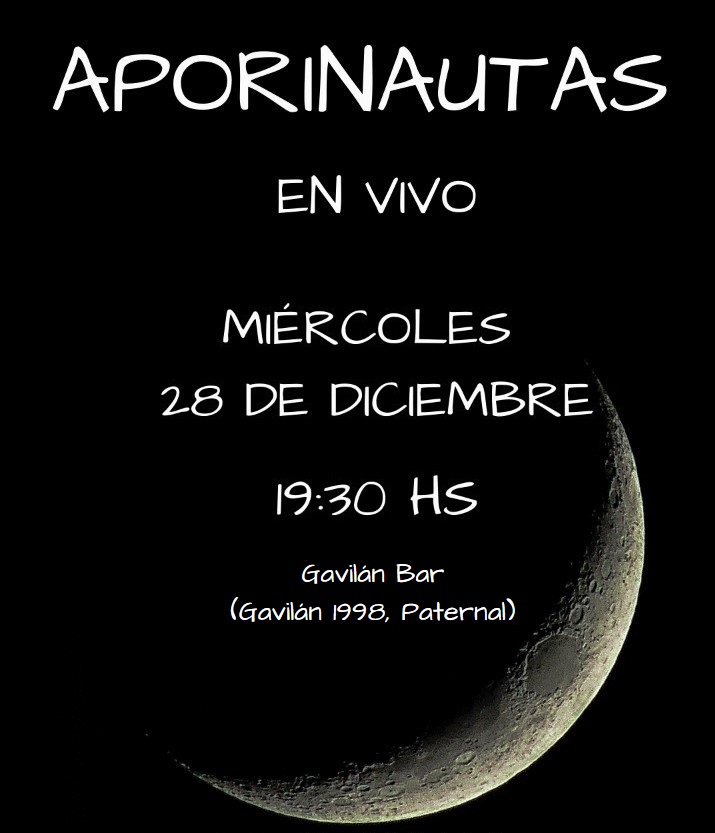 APORINAUTAS
EN VIVO
MIÉRCOLES
28 DE DICIEMBRE
19:30 HS
Gavilán Bar
(Gavilán 1998, Paternal)